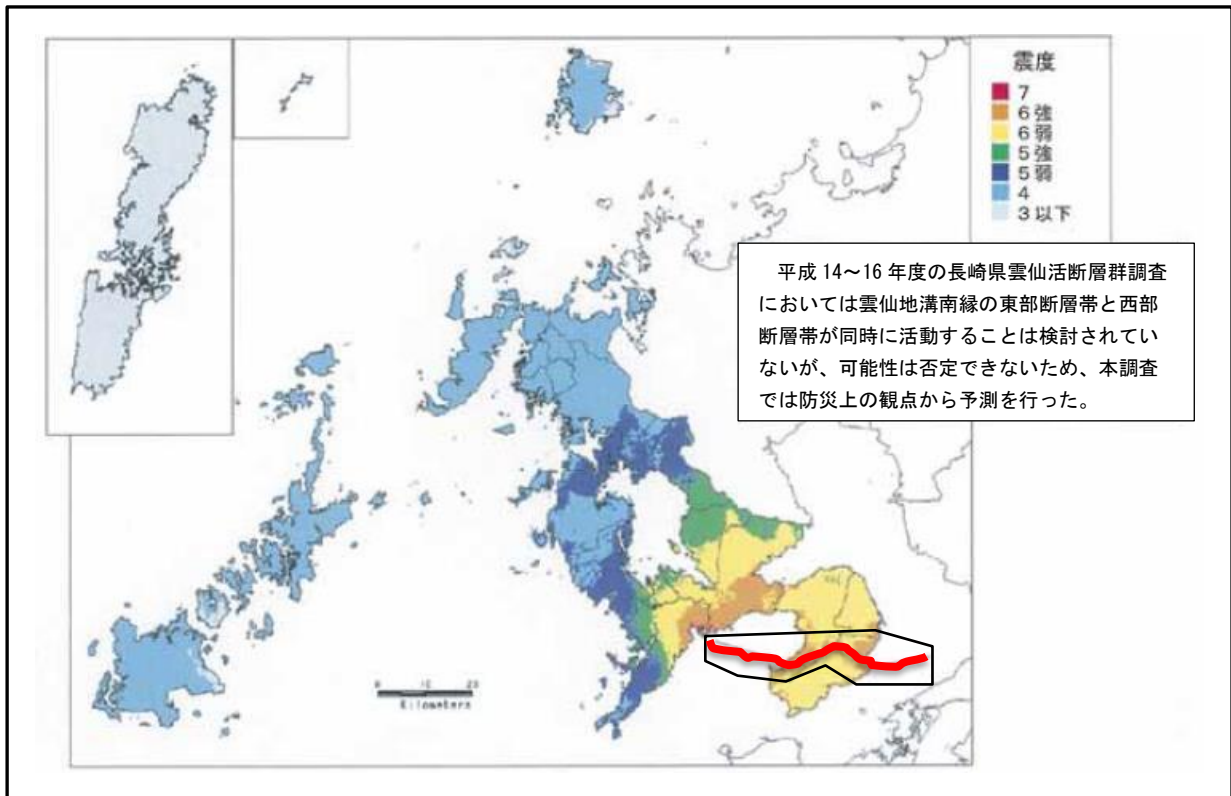 震度
7
6強
6弱
5強
5弱
4
3以下
平成14～16年度の長崎県雲仙活断層群調査
においては雲仙地溝南縁の東部断層帯と西部
断層帯が同時に活動することは検討されてい
ないが、可能性は否定できないため、本調査
では防災上の観点から予測を行った。
0 10 20
Kilometers